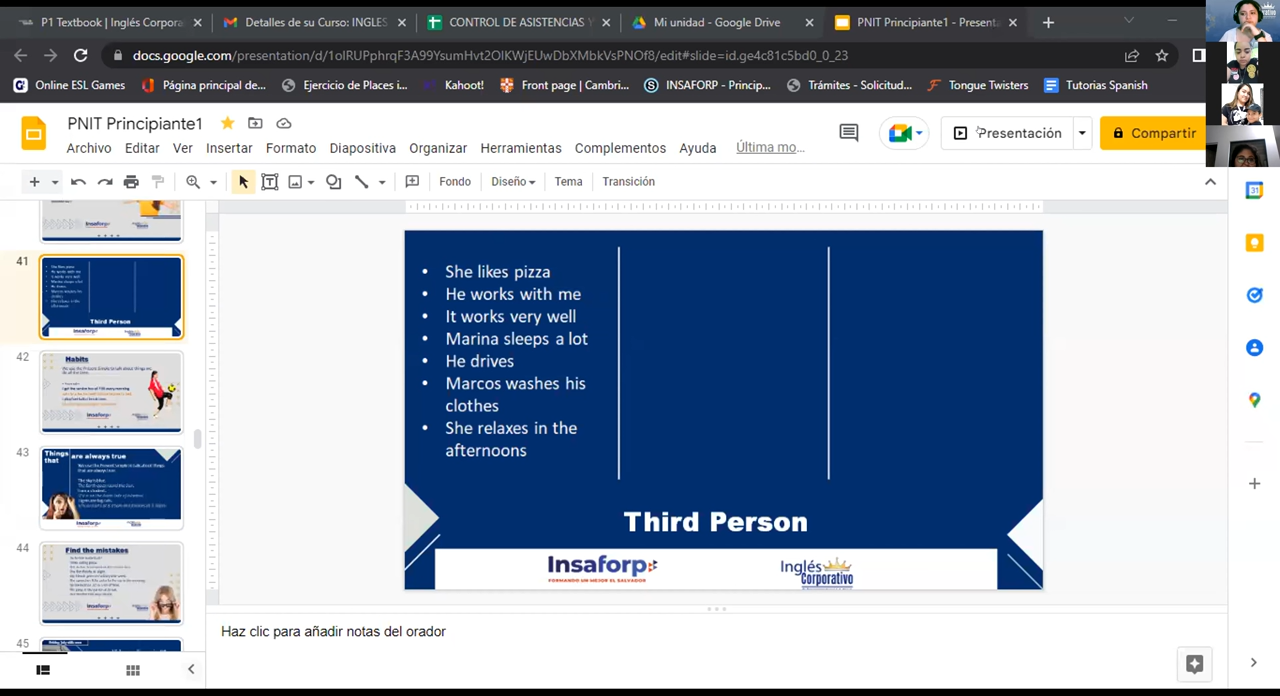 P1 Textbook | Inglés Corpora
Detalles de su Curso: INGLES
CONTROL DE ASISTENCIAS Y
Mi unidad - Google Drive
PNIT Principiante1 - Presenta
docs.google.com/presentation/d/1olRUPphrqF3A99YsumHvt2OlKWjEUwDbXMbkVsPNOf8/edit#slide=id.ge4c81c5bd0_0_23
Online ESL Games
Página principal de...
Ejercicio de Places i...
Kahoot!
Front page | Cambri...
INSAFORP - Princip...
Trámites - Solicitud...
Tongue Twisters
Tutorias Spanish
PNIT Principiante1
Archivo Editar Ver Insertar Formato Diapositiva Organizar Herramientas Complementos Ayuda Última mo...
Presentación
Compartir
Fondo Diseño Tema Transición
41
42
Habits
43
Things that are always true
44
Find the mistakes
45
• She likes pizza
• He works with me
• It works very well
• Marina sleeps a lot
• He drives
• Marcos washes his
clothes
• She relaxes in the
afternoons
Third Person
Insaforp
FORMANDO UN MEJOR EL SALVADOR
Inglés
Corporativo
Haz clic para añadir notas del orador